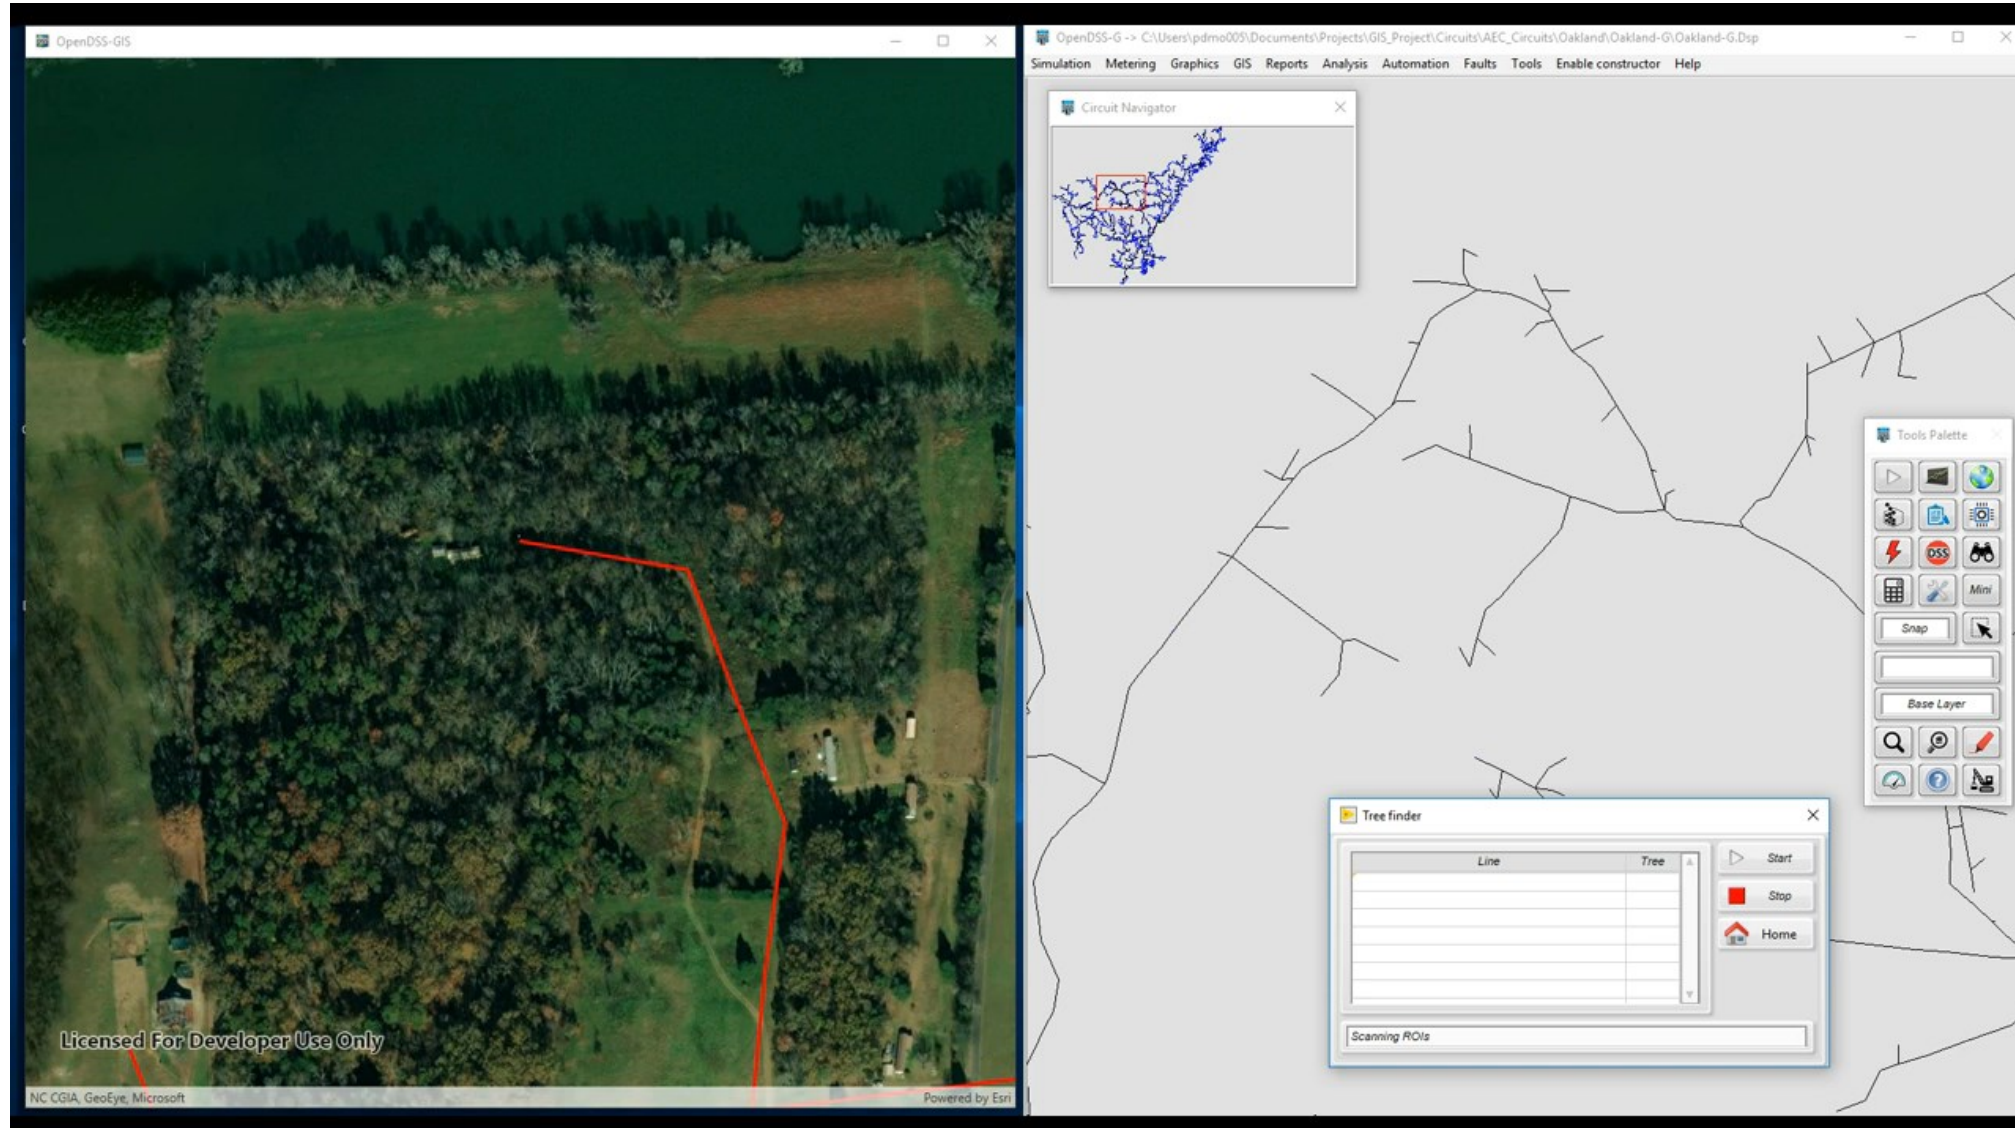 OpenDSS-GIS
Licensed For Developer Use Only
NC CGIA, GeoEye, Microsoft
Powered by Esri
OpenDSS-G -> C:\Users\pdmo005\Documents\Projects\GIS_Project\Circuits\AEC_Circuits\Oakland\Oakland-G\Oakland-G.Dsp
Simulation Metering Graphics GIS Reports Analysis Automation Faults Tools Enable constructor Help
Circuit Navigator
Tools Palette
DSS
Mini
Snap
Base Layer
Tree finder
Line Tree
Start
Stop
Home
Scanning ROIs